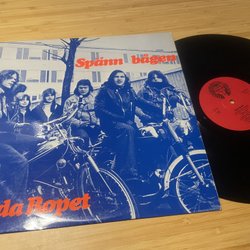 Spänn bågen
da Ropet